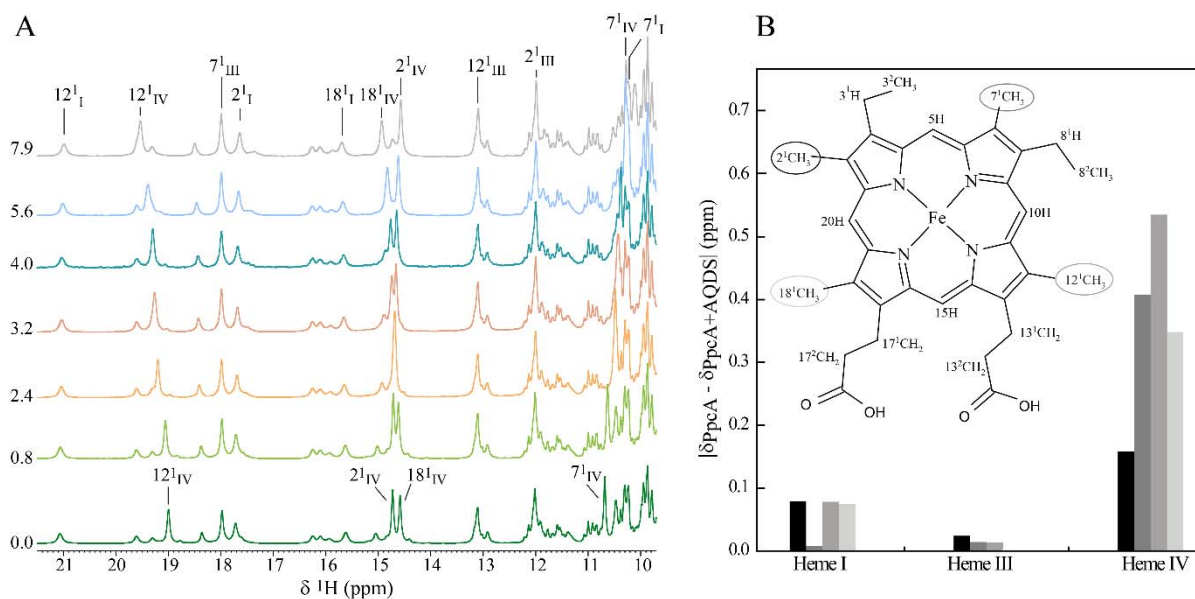 A
12¹I
12¹IV
7¹III
2¹I
18¹I
18¹IV
2¹IV
12¹III
2¹III
7¹IV
7¹I
7.9
5.6
4.0
3.2
2.4
0.8
0.0
12¹IV
2¹IV
18¹IV
7¹IV
21 20 19 18 17 16 15 14 13 12 11 10
δ ¹H (ppm)
B
|δPpcA - δPpcA+AQDS| (ppm)
0.7
0.6
0.5
0.4
0.3
0.2
0.1
0.0
3¹H
3²CH₃
5H
7¹CH₃
8¹H
8²CH₃
2¹CH₃
N
N
Fe
20H
10H
N
N
18¹CH₃
12¹CH₃
15H
17¹CH₂
13¹CH₂
17²CH₂
13²CH₂
O
OH
O
OH
Heme I Heme III Heme IV